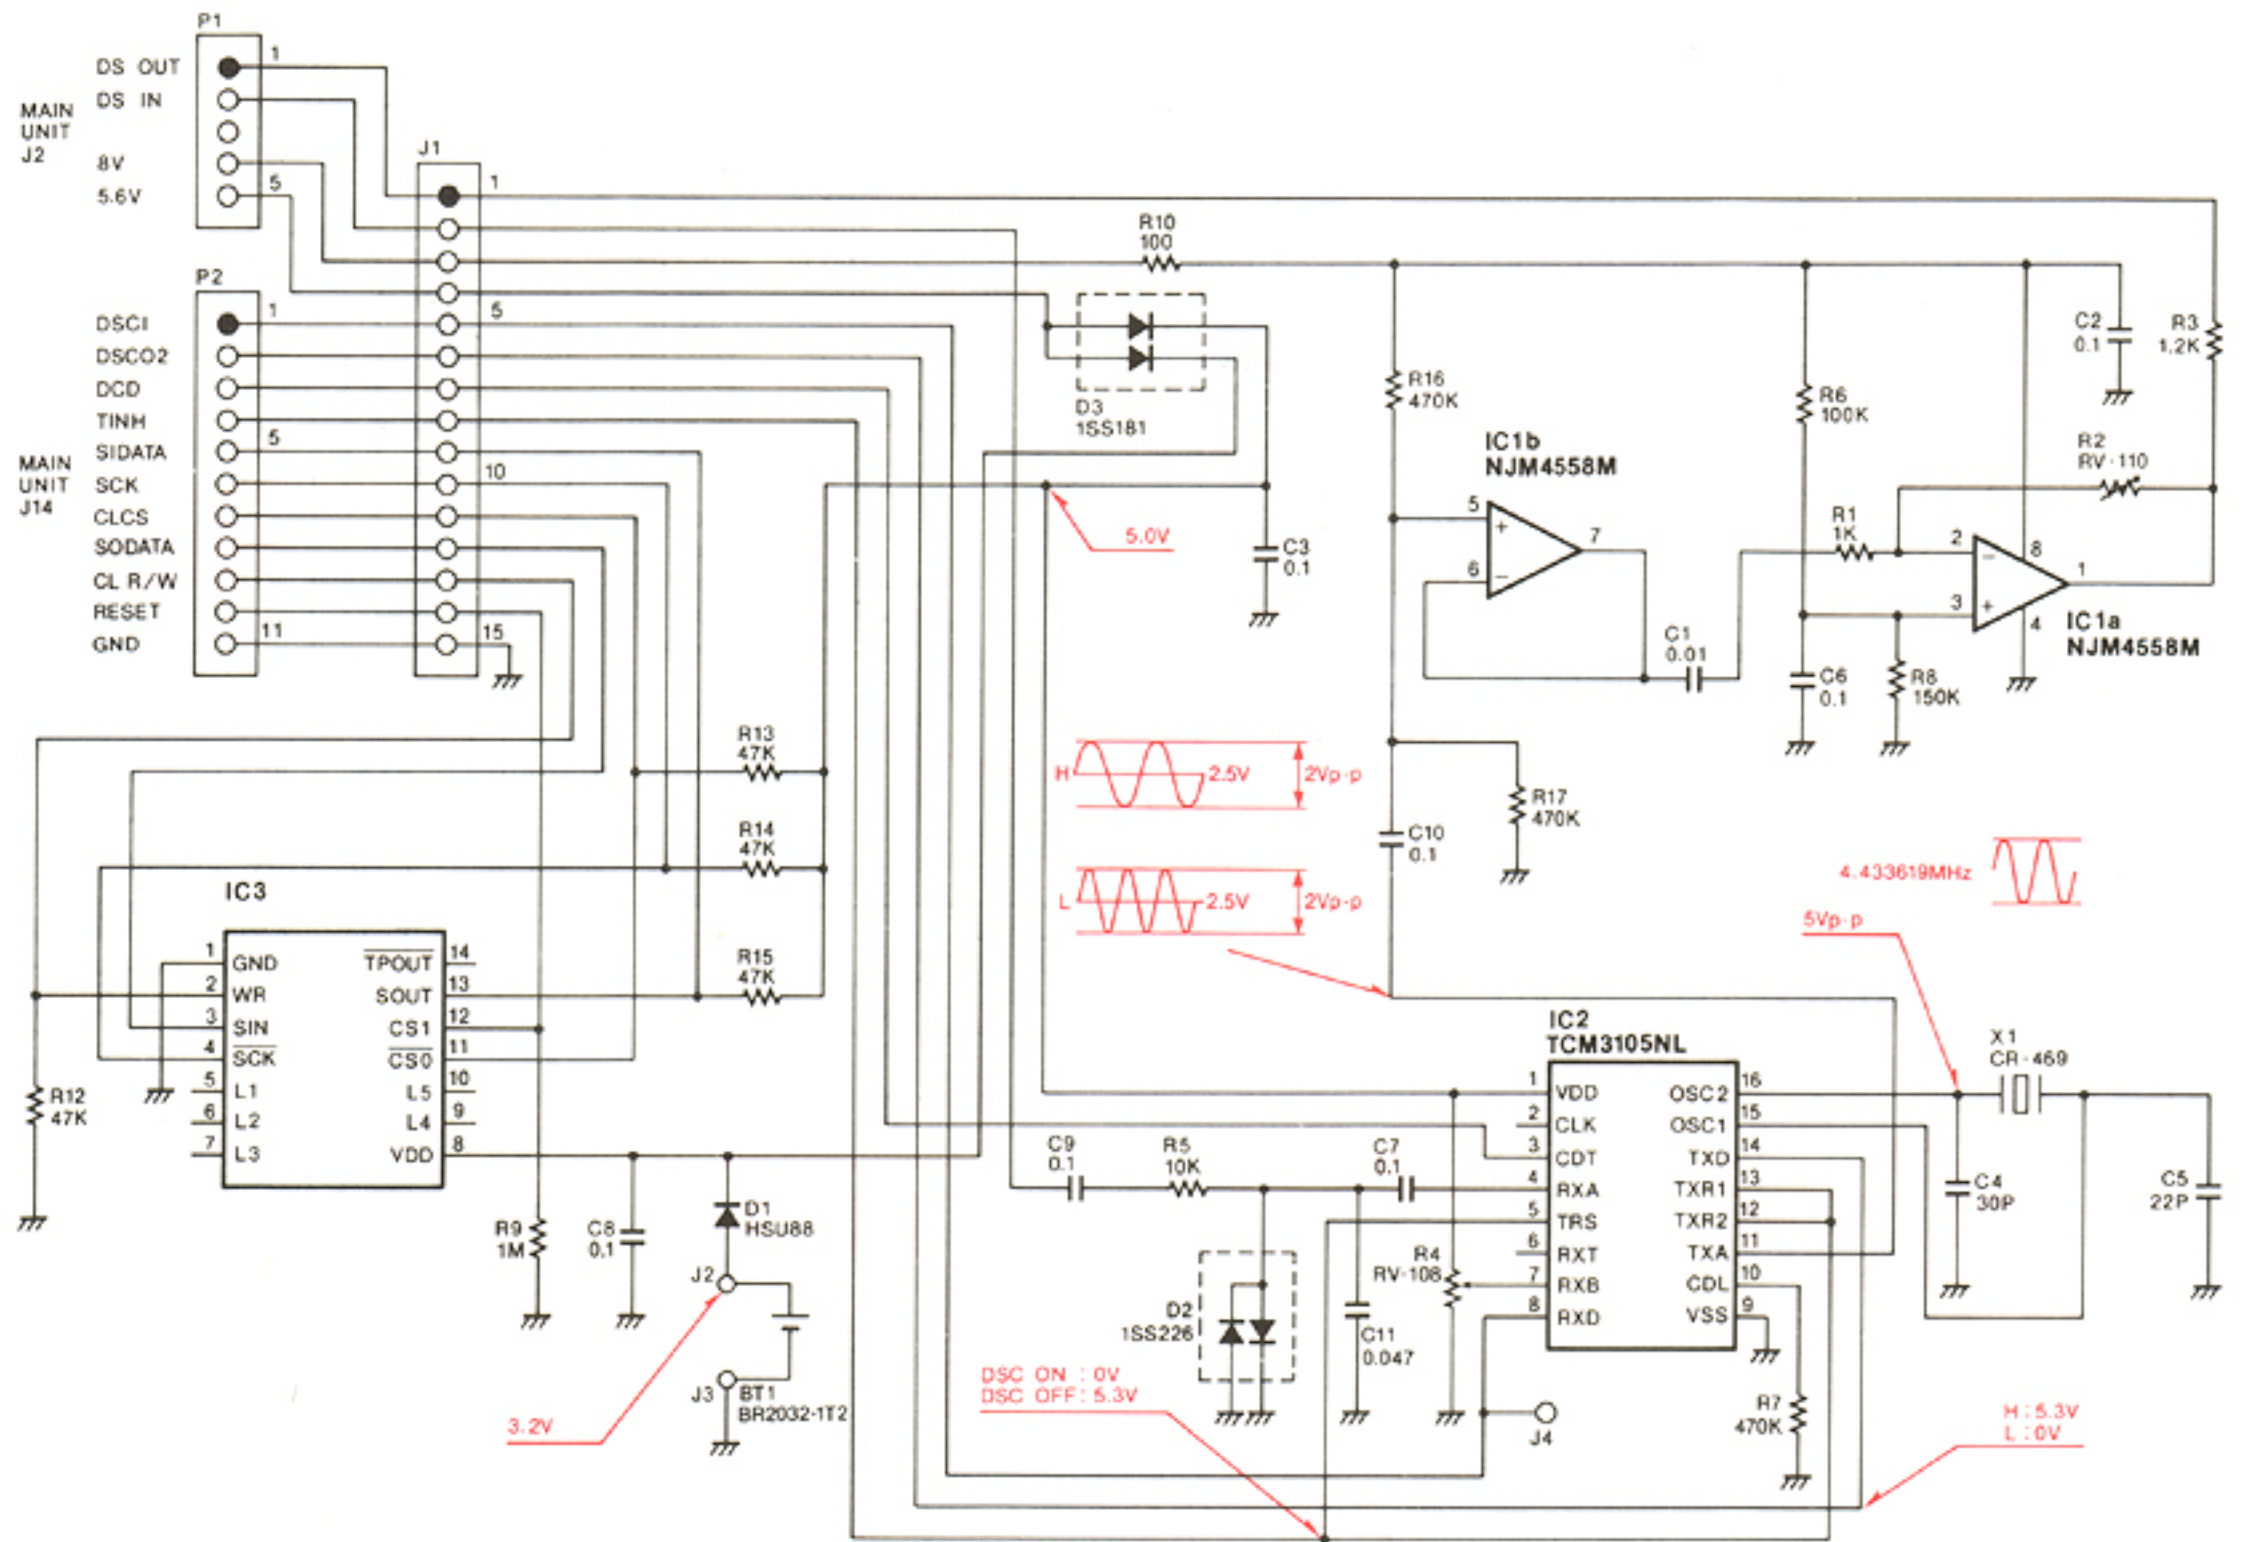 P1
DS OUT
1
DS IN
MAIN
UNIT
J2
8V
5.6V
5
J1
1
5
10
15
P2
DSCI
1
DSCO2
DCD
TINH
SIDATA
5
MAIN
UNIT
J14
SCK
CLCS
SODATA
CL R/W
RESET
GND
11
R10
100
D3
1SS181
5.0V
C3
0.1
R16
470K
IC1b
NJM4558M
5
+
6
−
7
C1
0.01
R1
1K
R6
100K
C2
0.1
R3
1.2K
R2
RV-110
2
−
3
+
8
4
1
IC1a
NJM4558M
C6
0.1
R8
150K
R13
47K
R14
47K
R15
47K
H
2.5V
2Vp-p
L
2.5V
2Vp-p
R17
470K
C10
0.1
4.433619MHz
5Vp-p
IC3
1 GND
2 WR
3 SIN
4 SCK
5 L1
6 L2
7 L3
TPOUT 14
SOUT 13
CS1 12
CS0 11
L5 10
L4 9
VDD 8
R12
47K
R9
1M
C8
0.1
D1
HSU88
J2
J3
BT1
BR2032-1T2
3.2V
C9
0.1
R5
10K
C7
0.1
D2
1SS226
C11
0.047
R4
RV-108
DSC ON : 0V
DSC OFF : 5.3V
J4
IC2
TCM3105NL
1 VDD
2 CLK
3 CDT
4 RXA
5 TRS
6 RXT
7 RXB
8 RXD
OSC2 16
OSC1 15
TXD 14
TXR1 13
TXR2 12
TXA 11
CDL 10
VSS 9
X1
CR-469
C4
30P
C5
22P
R7
470K
H : 5.3V
L : 0V